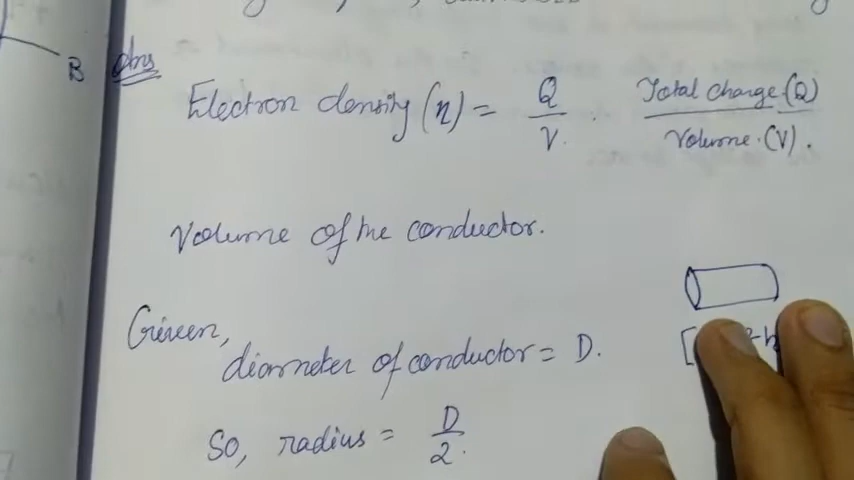 B Ans
Electron density (n) = Q/V. Total charge (Q)/Volume. (V).
Volume of the conductor.
Given,
diameter of conductor = D.
So, radius = D/2.